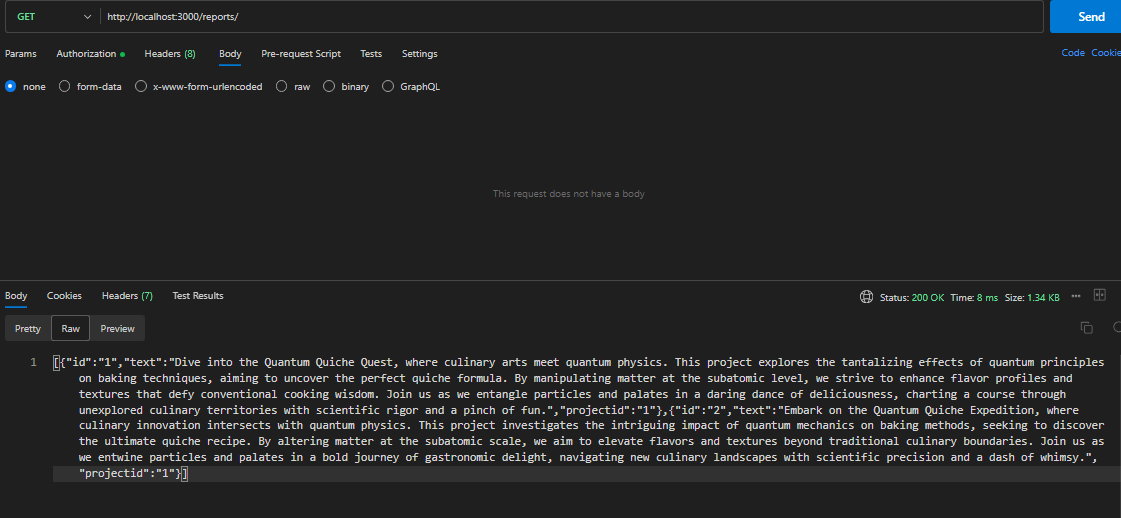 GET http://localhost:3000/reports/ Send
Params Authorization Headers (8) Body Pre-request Script Tests Settings Code Cookie
none form-data x-www-form-urlencoded raw binary GraphQL
This request does not have a body
Body Cookies Headers (7) Test Results Status: 200 OK Time: 8 ms Size: 1.34 KB
Pretty Raw Preview
1 [{"id":"1","text":"Dive into the Quantum Quiche Quest, where culinary arts meet quantum physics. This project explores the tantalizing effects of quantum principles
on baking techniques, aiming to uncover the perfect quiche formula. By manipulating matter at the subatomic level, we strive to enhance flavor profiles and
textures that defy conventional cooking wisdom. Join us as we entangle particles and palates in a daring dance of deliciousness, charting a course through
unexplored culinary territories with scientific rigor and a pinch of fun.","projectid":"1"},{"id":"2","text":"Embark on the Quantum Quiche Expedition, where
culinary innovation intersects with quantum physics. This project investigates the intriguing impact of quantum mechanics on baking methods, seeking to discover
the ultimate quiche recipe. By altering matter at the subatomic scale, we aim to elevate flavors and textures beyond traditional culinary boundaries. Join us as
we entwine particles and palates in a bold journey of gastronomic delight, navigating new culinary landscapes with scientific precision and a dash of whimsy.",
"projectid":"1"}]